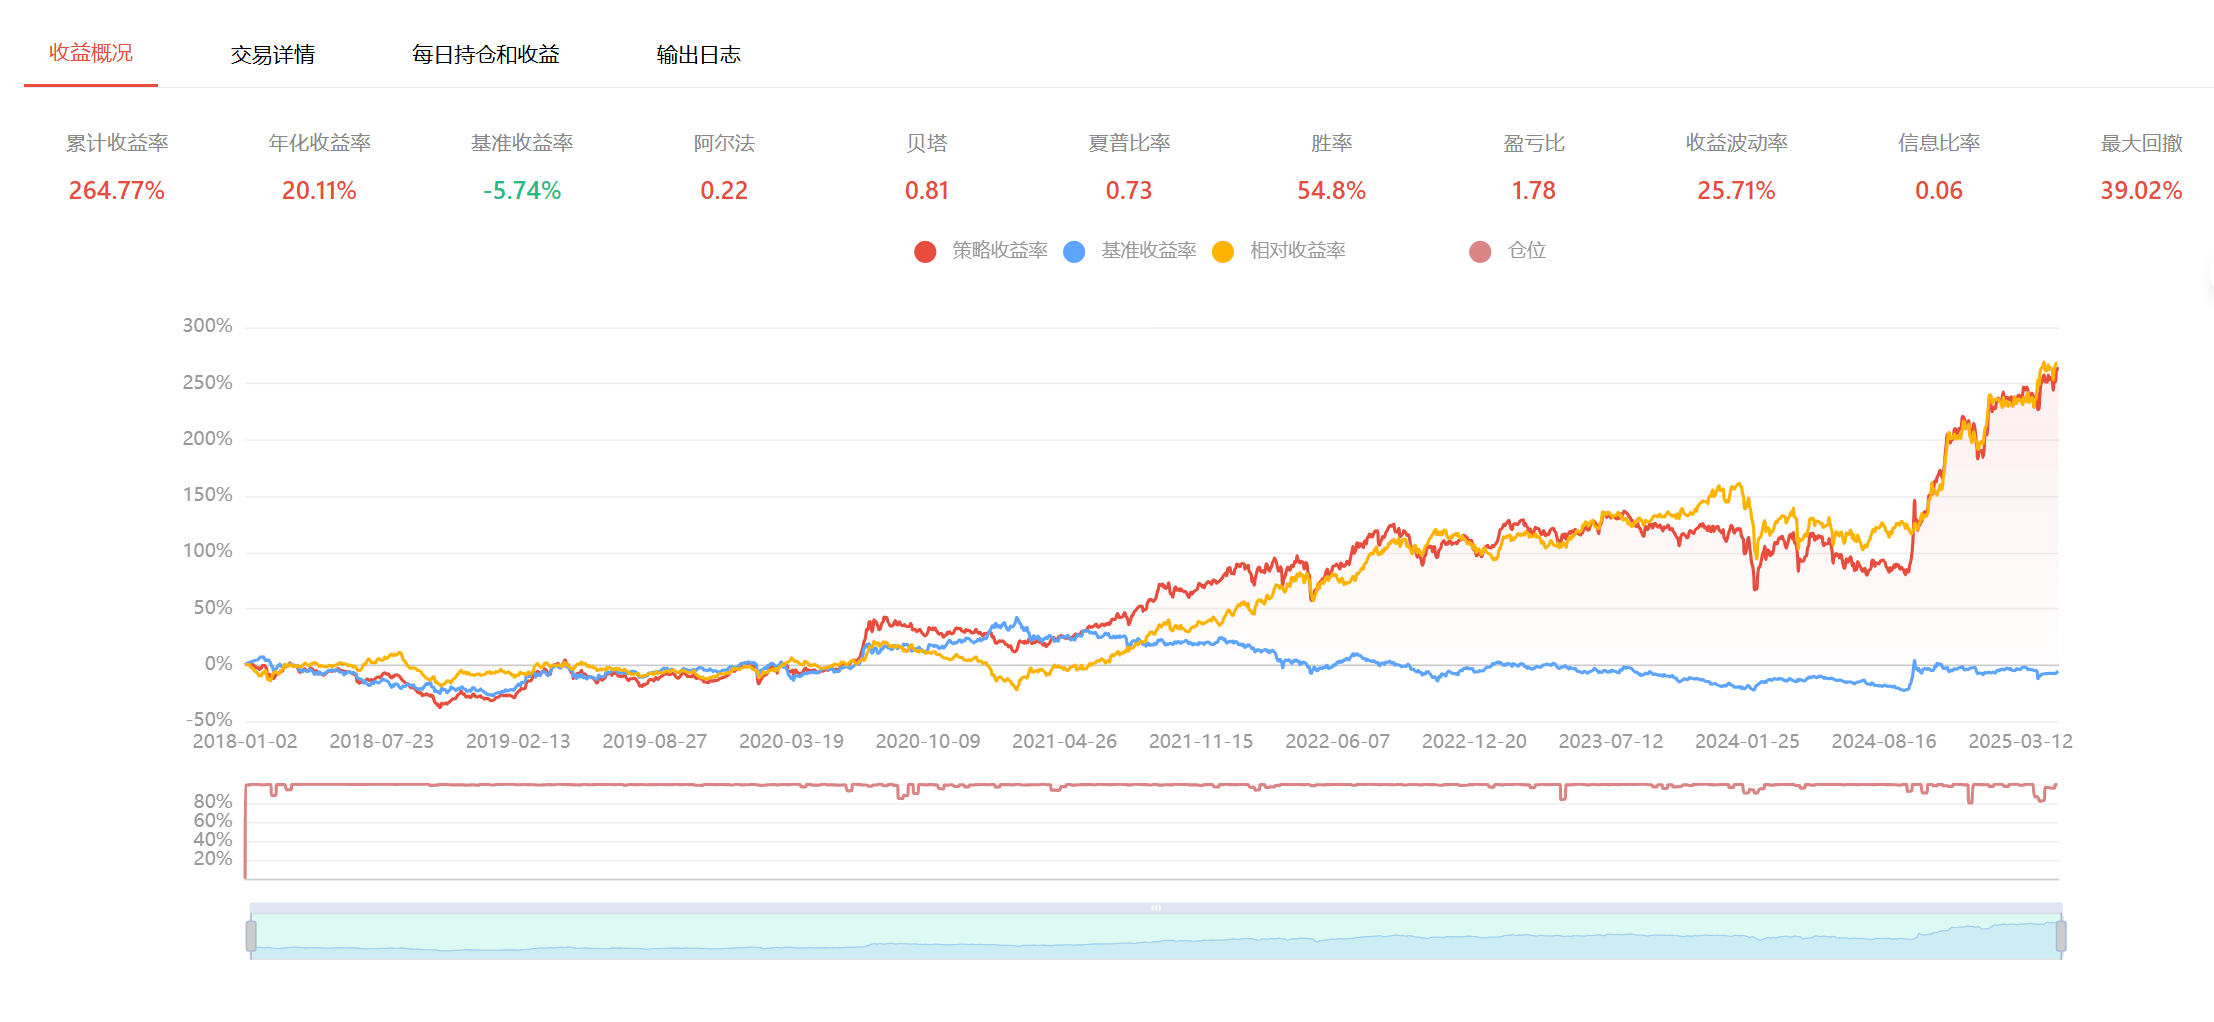 收益概况 交易详情 每日持仓和收益 输出日志
累计收益率 年化收益率 基准收益率 阿尔法 贝塔 夏普比率 胜率 盈亏比 收益波动率 信息比率 最大回撤
264.77% 20.11% -5.74% 0.22 0.81 0.73 54.8% 1.78 25.71% 0.06 39.02%
策略收益率 基准收益率 相对收益率 仓位
300%
250%
200%
150%
100%
50%
0%
-50%
2018-01-02 2018-07-23 2019-02-13 2019-08-27 2020-03-19 2020-10-09 2021-04-26 2021-11-15 2022-06-07 2022-12-20 2023-07-12 2024-01-25 2024-08-16 2025-03-12
80%
60%
40%
20%